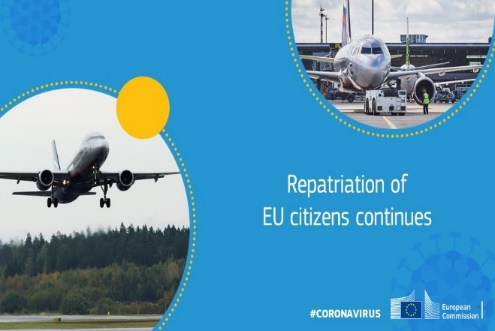 Repatriation of
EU citizens continues
#CORONAVIRUS
European
Commission